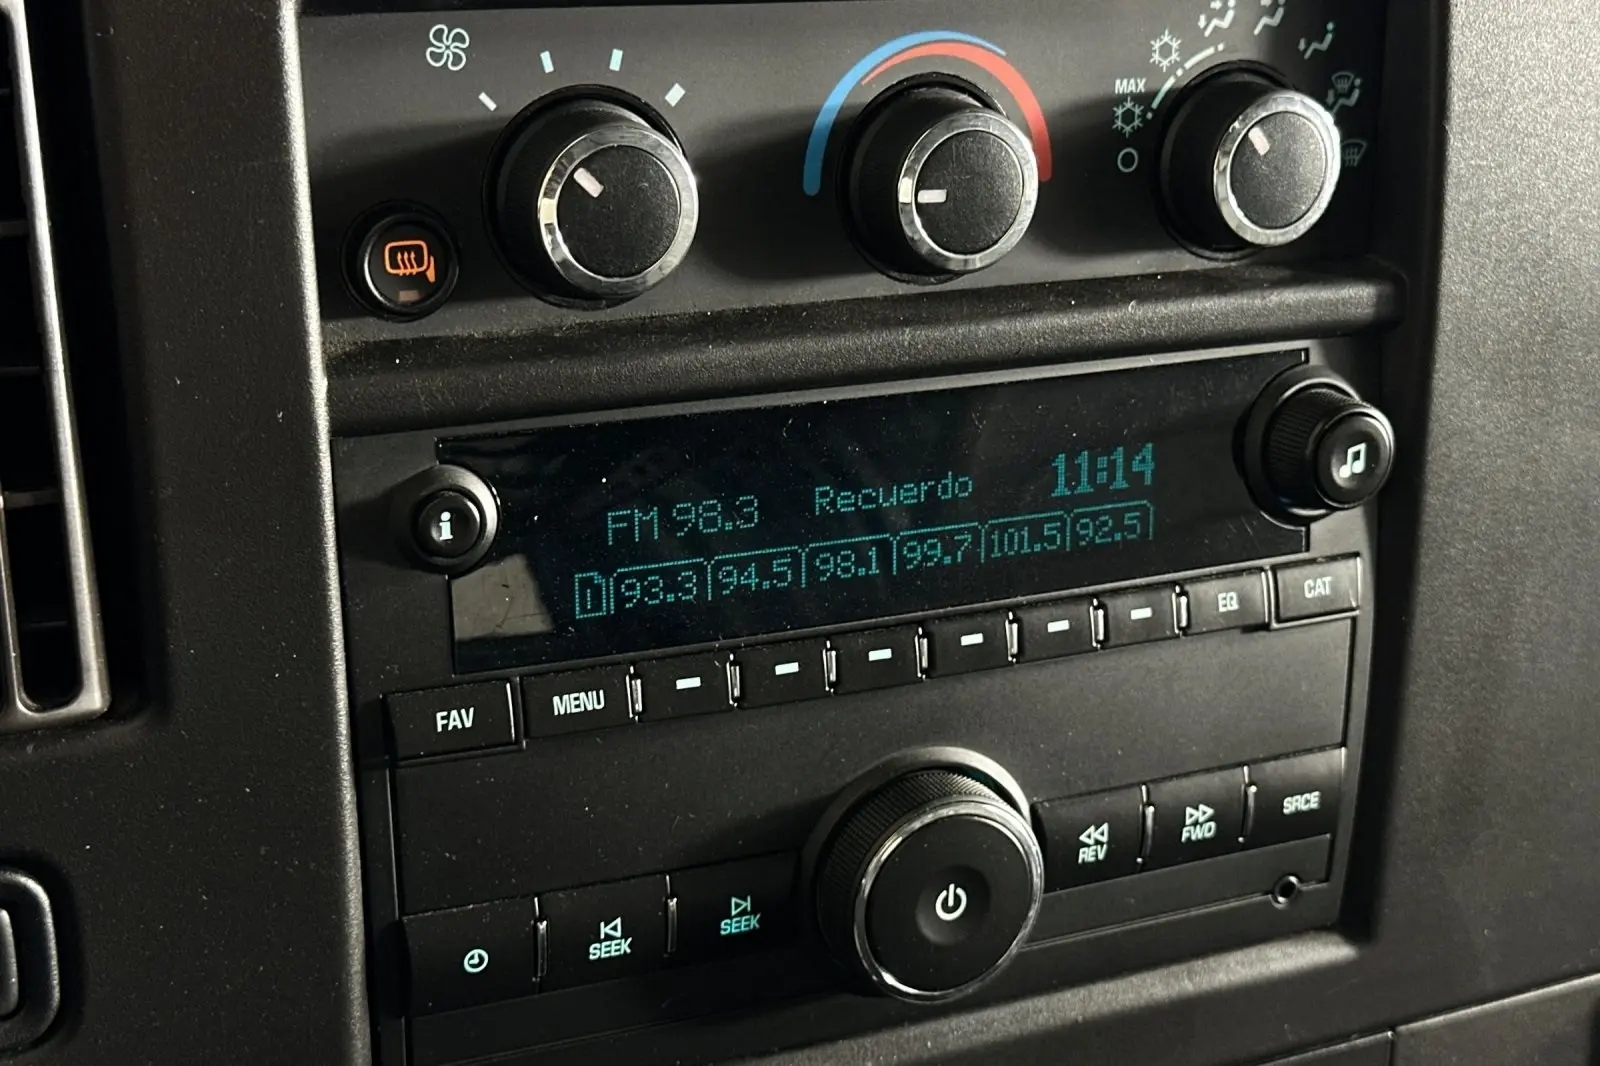 MAX
i
FM 98.3 Recuerdo 11:14
1 93.3 94.5 98.1 99.7 101.5 92.5
FAV MENU EQ CAT
SEEK SEEK REV FWD SRCE